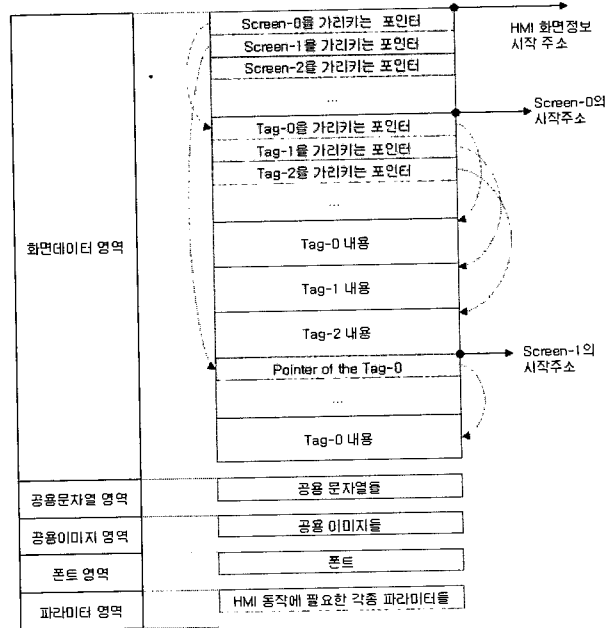 Screen-0을 가리키는 포인터
Screen-1를 가리키는 포인터
Screen-2를 가리키는 포인터
...
Tag-0을 가리키는 포인터
Tag-1를 가리키는 포인터
Tag-2를 가리키는 포인터
...
Tag-0 내용
Tag-1 내용
Tag-2 내용
Pointer of the Tag-0
...
Tag-0 내용
HMI 화면정보
시작 주소
Screen-0의
시작주소
Screen-1의
시작주소
화면데이터 영역
공용문자열 영역
공용 문자열들
공용이미지 영역
공용 이미지들
폰트 영역
폰트
파라미터 영역
HMI 동작에 필요한 각종 파라미터들